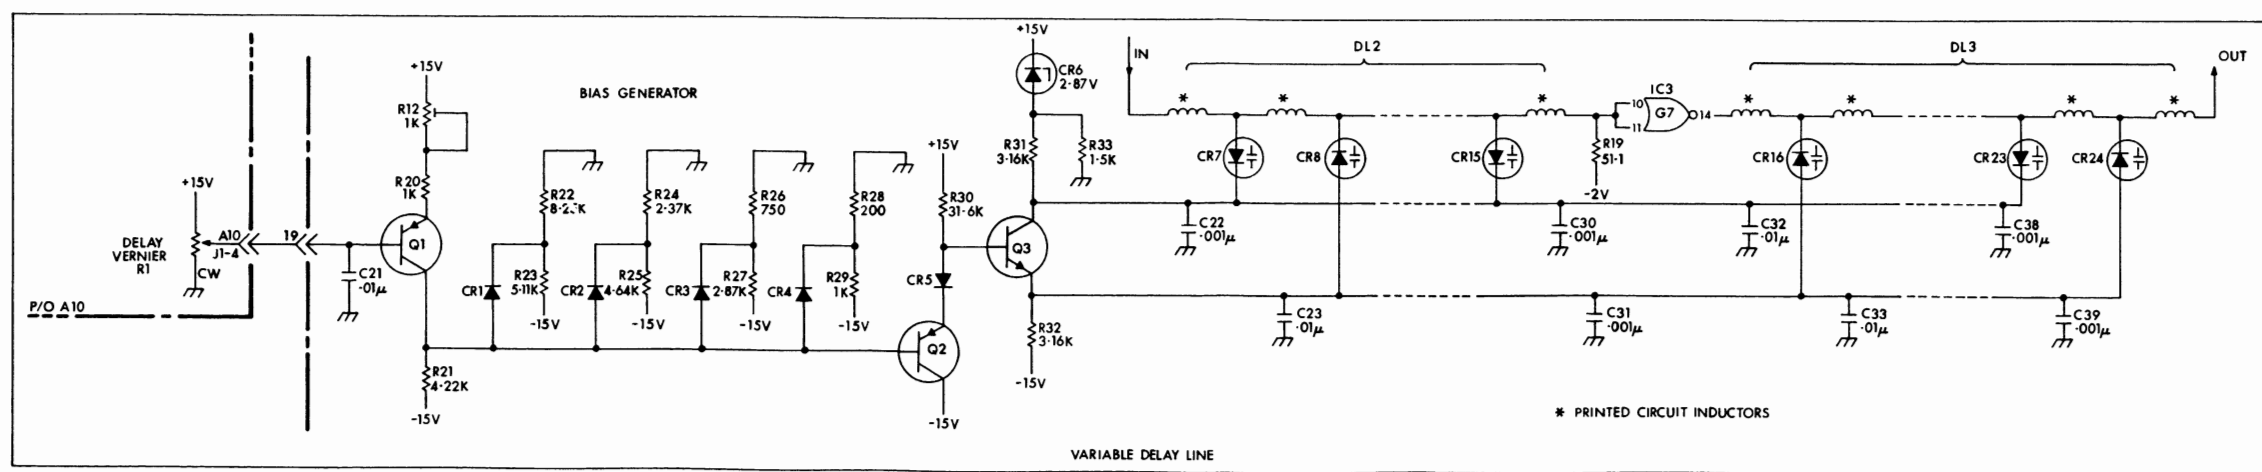 P/O A10
DELAY
VERNIER
R1
+15V
CW
A10
J1-4
19
C21
.01μ
+15V
R12
1K
R20
1K
Q1
R21
4.22K
-15V
BIAS GENERATOR
CR1
R23
5.11K
-15V
CR2
R24
2.37K
R25
4.64K
-15V
CR3
R26
750
R27
2.87K
-15V
CR4
R28
200
R29
1K
-15V
R22
+15V
R30
31.6K
CR5
Q2
-15V
+15V
CR6
2.87V
R31
3.16K
R33
1.5K
Q3
R32
3.16K
-15V
IN
DL2
*
*
*
CR7
CR8
CR15
C22
.001μ
C23
.01μ
C30
.001μ
C31
.001μ
R19
51.1
-2V
IC3
10
11
G7
14
DL3
*
*
*
*
OUT
CR16
CR23
CR24
C32
.01μ
C33
.01μ
C38
.001μ
C39
.001μ
* PRINTED CIRCUIT INDUCTORS
VARIABLE DELAY LINE